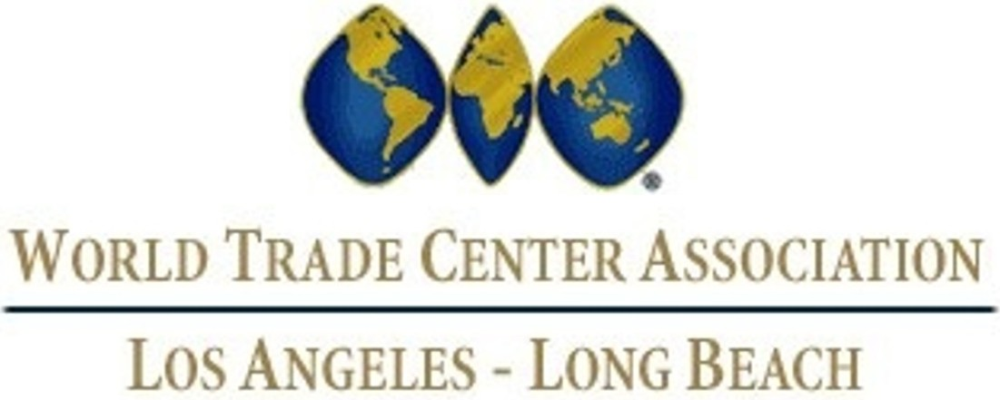 ®
WORLD TRADE CENTER ASSOCIATION
LOS ANGELES - LONG BEACH